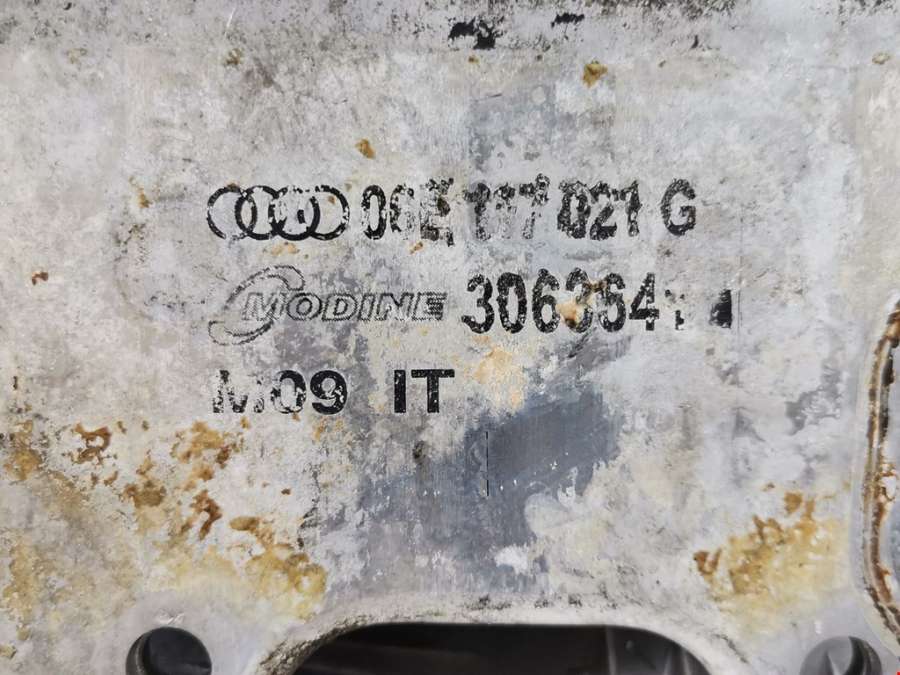 06E 117 021 G
MODINE 306364
M09 IT